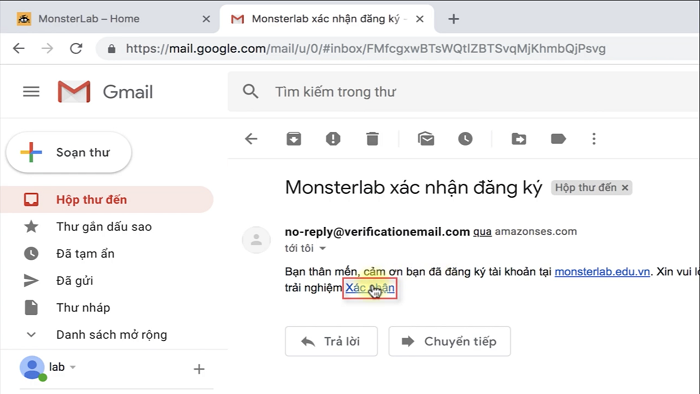 MonsterLab – Home
Monsterlab xác nhận đăng ký -
https://mail.google.com/mail/u/0/#inbox/FMfcgxwBTsWQtlZBTSvqMjKhmbQjPsvg
Gmail
Tìm kiếm trong thư
Soạn thư
Hộp thư đến
Thư gắn dấu sao
Đã tạm ẩn
Đã gửi
Thư nháp
Danh sách mở rộng
lab
Monsterlab xác nhận đăng ký Hộp thư đến
no-reply@verificationemail.com qua amazonses.com
tới tôi
Bạn thân mến, cảm ơn bạn đã đăng ký tài khoản tại monsterlab.edu.vn. Xin vui
trải nghiệm Xác nhận
Trả lời
Chuyển tiếp